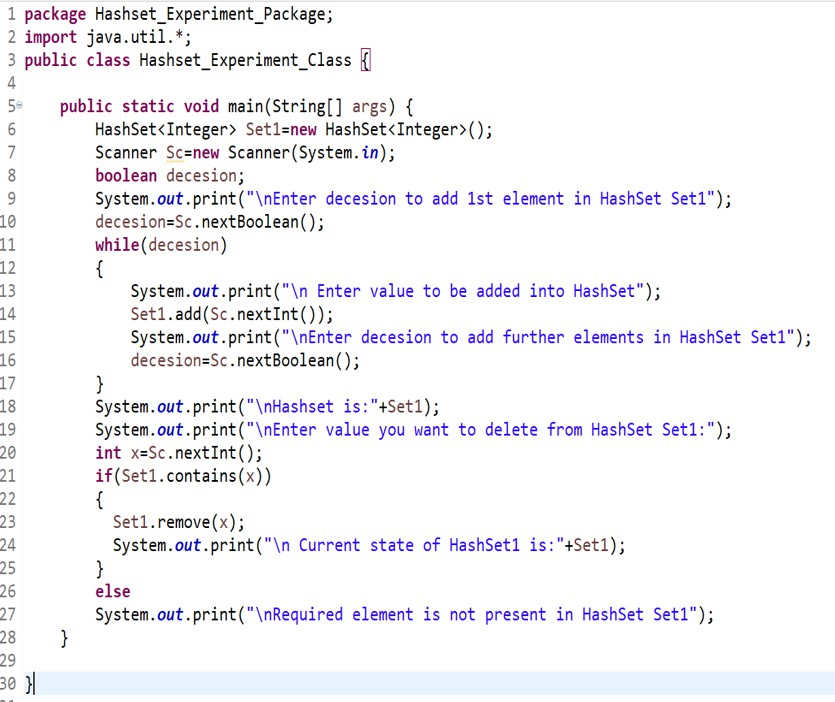 1 package Hashset_Experiment_Package;
2 import java.util.*;
3 public class Hashset_Experiment_Class {
4
5 public static void main(String[] args) {
6 HashSet<Integer> Set1=new HashSet<Integer>();
7 Scanner Sc=new Scanner(System.in);
8 boolean decesion;
9 System.out.print("\nEnter decesion to add 1st element in HashSet Set1");
10 decesion=Sc.nextBoolean();
11 while(decesion)
12 {
13 System.out.print("\n Enter value to be added into HashSet");
14 Set1.add(Sc.nextInt());
15 System.out.print("\nEnter decesion to add further elements in HashSet Set1");
16 decesion=Sc.nextBoolean();
17 }
18 System.out.print("\nHashset is:"+Set1);
19 System.out.print("\nEnter value you want to delete from HashSet Set1:");
20 int x=Sc.nextInt();
21 if(Set1.contains(x))
22 {
23 Set1.remove(x);
24 System.out.print("\n Current state of HashSet1 is:"+Set1);
25 }
26 else
27 System.out.print("\nRequired element is not present in HashSet Set1");
28 }
29
30 }